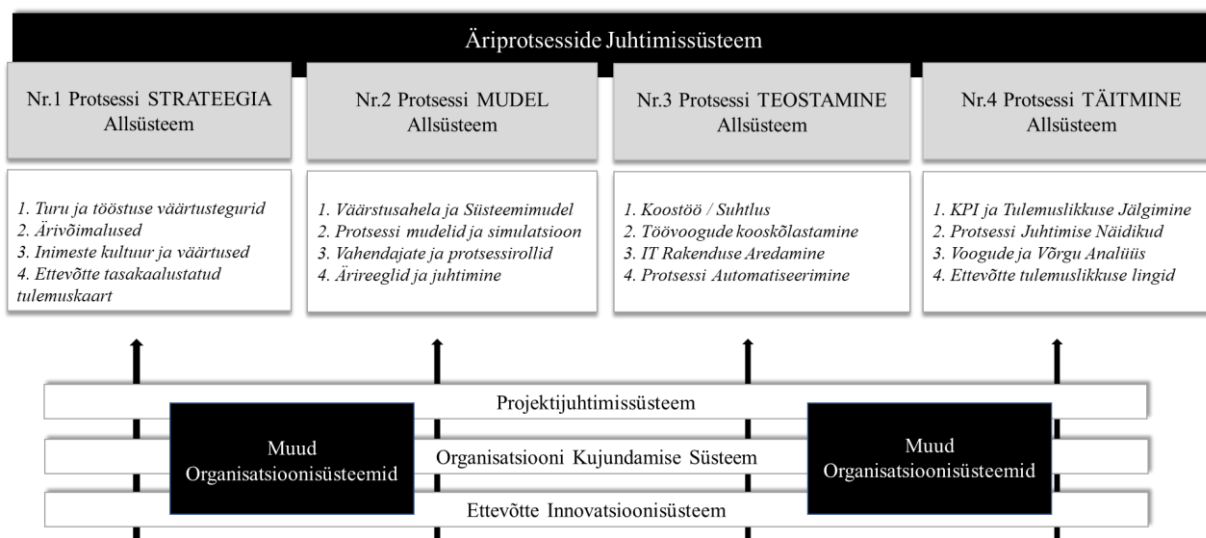 Äriprotsesside Juhtimissüsteem
Nr.1 Protsessi STRATEEGIA
Allsüsteem
Nr.2 Protsessi MUDEL
Allsüsteem
Nr.3 Protsessi TEOSTAMINE
Allsüsteem
Nr.4 Protsessi TÄITMINE
Allsüsteem
1. Turu ja tööstuse väärtustegurid
2. Ärivõimalused
3. Inimeste kultuur ja väärtused
4. Ettevõtte tasakaalustatud
tulemuskaart
1. Väärstusahela ja Süsteemimudel
2. Protsessi mudelid ja simulatsioon
3. Vahendajate ja protsessirollid
4. Ärireeglid ja juhtimine
1. Koostöö / Suhtlus
2. Töövoogude kooskõlastamine
3. IT Rakenduse Aredamine
4. Protsessi Automatiseerimine
1. KPI ja Tulemuslikkuse Jälgimine
2. Protsessi Juhtimise Näidikud
3. Voogude ja Võrgu Analüüs
4. Ettevõtte tulemuslikkuse lingid
Projektijuhtimissüsteem
Muud
Organisatsioonisüsteemid
Organisatsiooni Kujundamise Süsteem
Muud
Organisatsioonisüsteemid
Ettevõtte Innovatsioonisüsteem